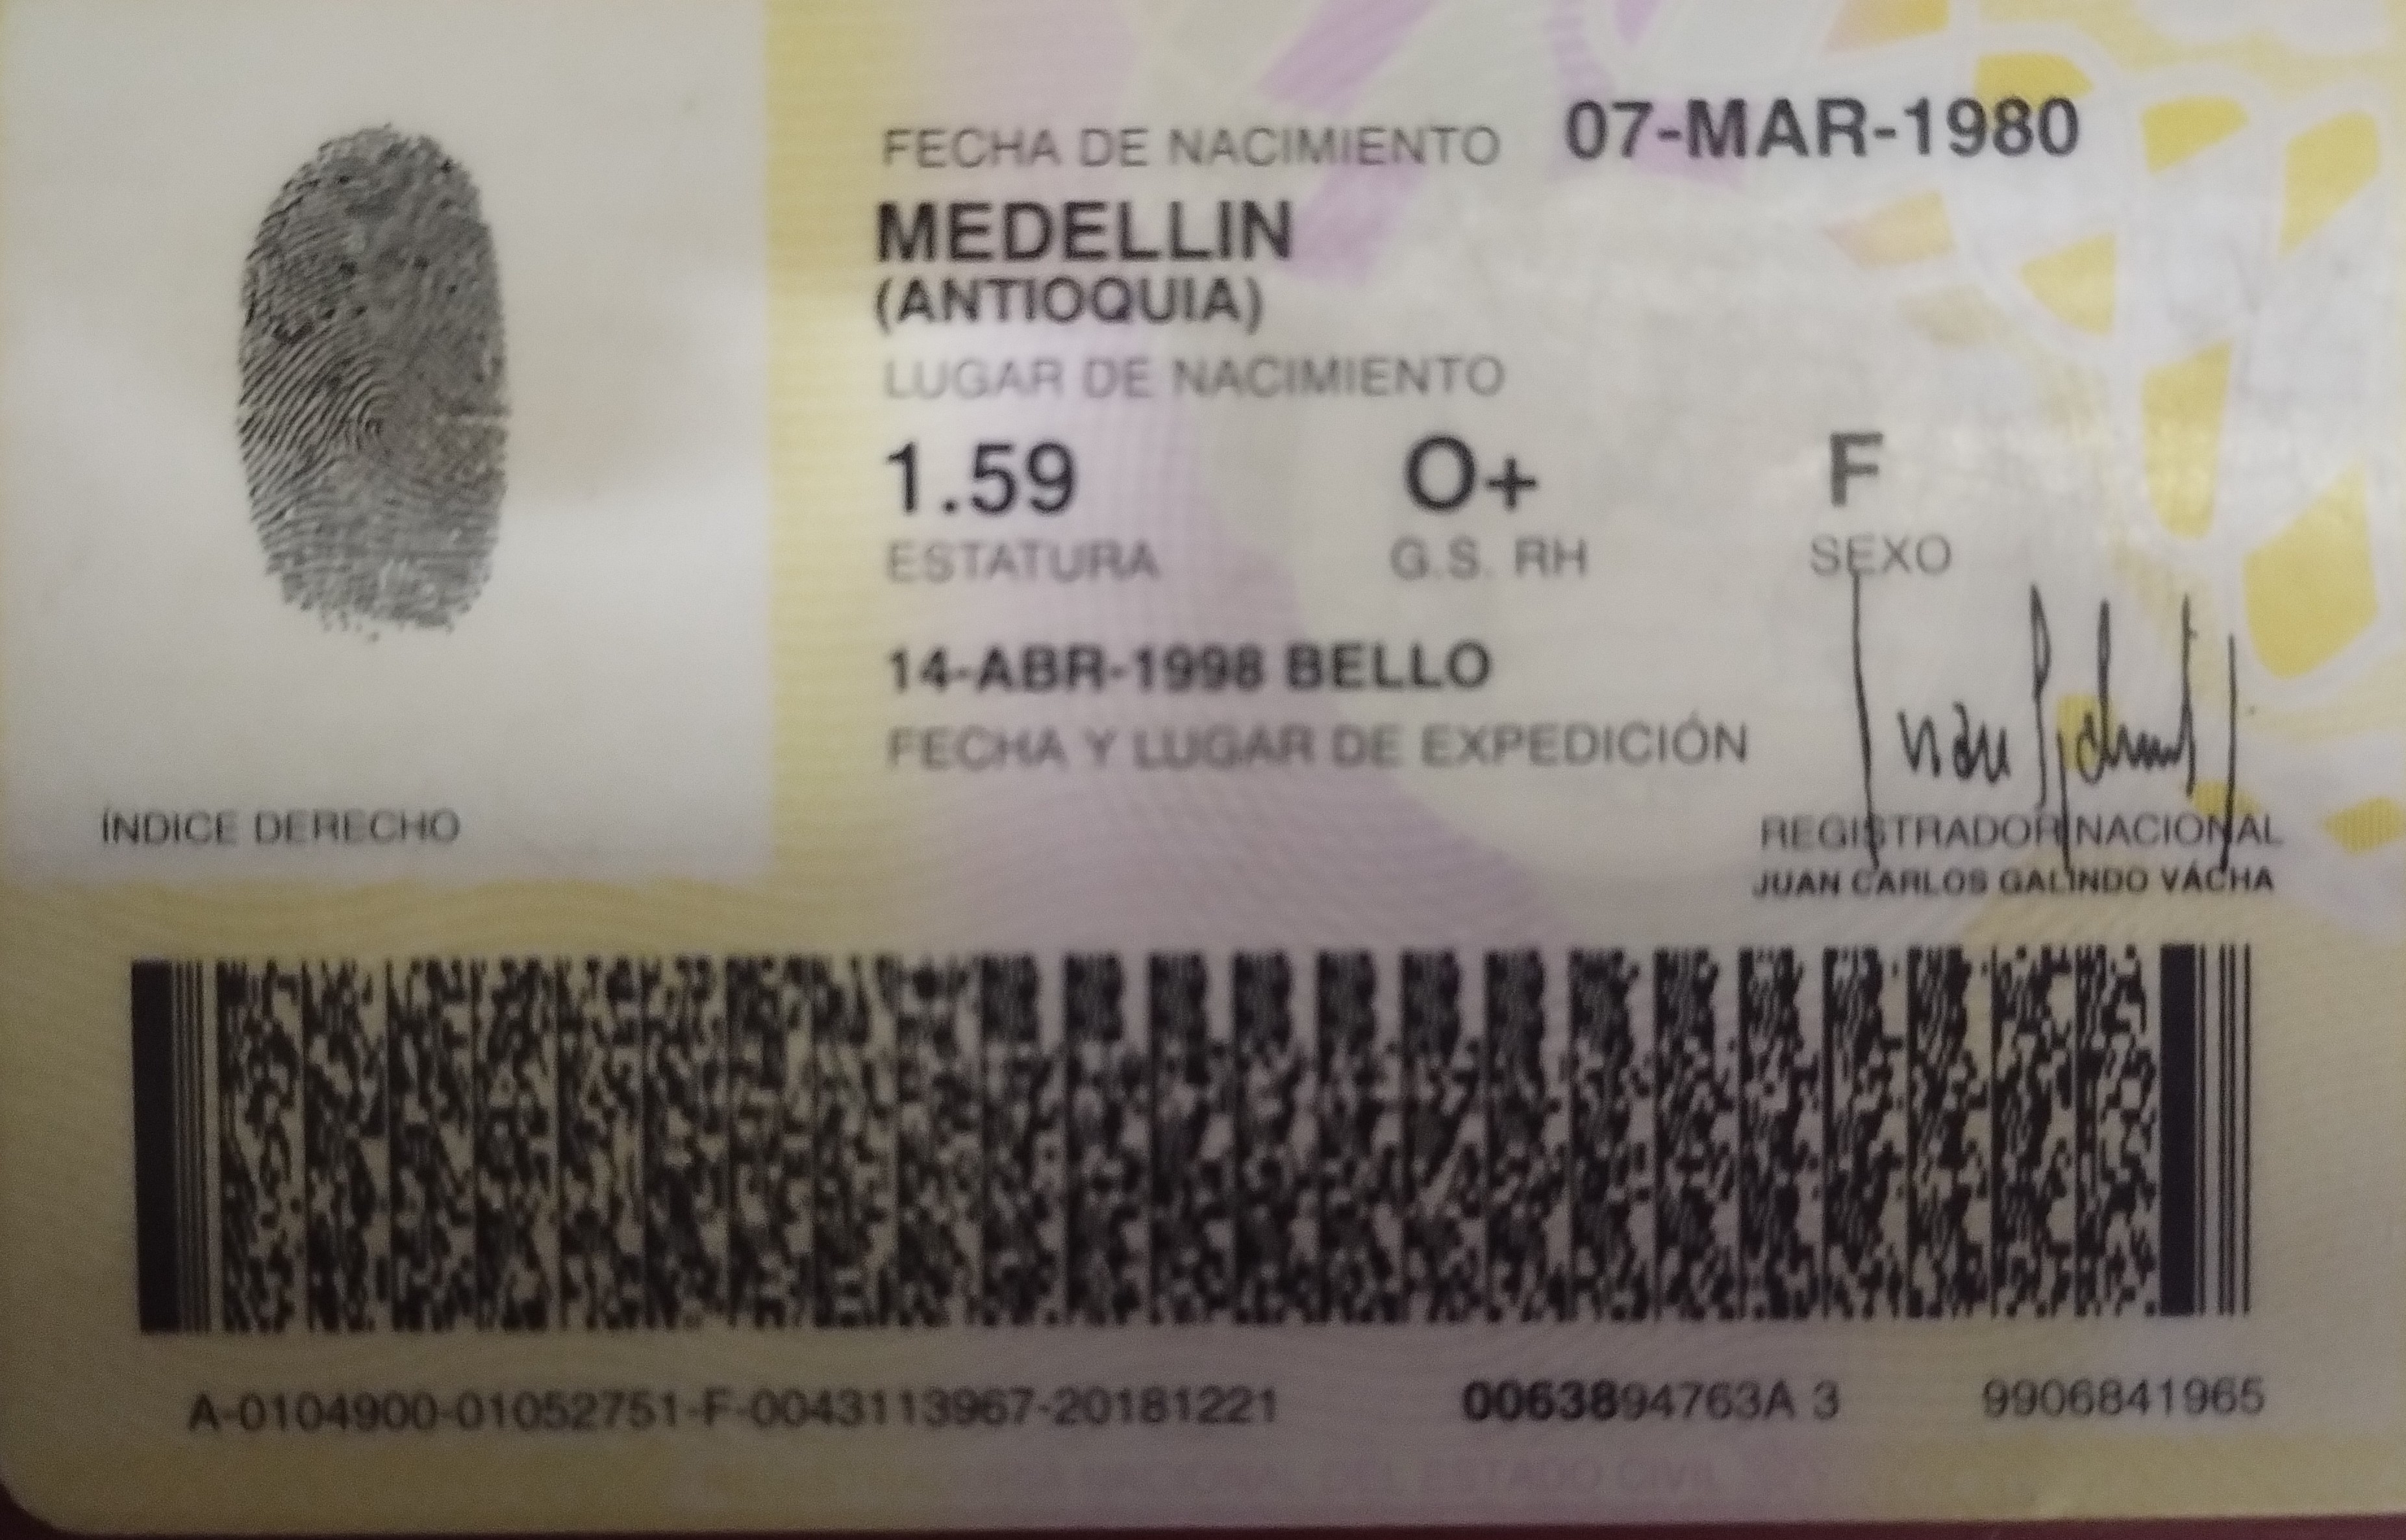 FECHA DE NACIMIENTO 07-MAR-1980
MEDELLIN
(ANTIOQUIA)
LUGAR DE NACIMIENTO
1.59 O+ F
ESTATURA G.S. RH SEXO
14-ABR-1998 BELLO
FECHA Y LUGAR DE EXPEDICIÓN
ÍNDICE DERECHO
REGISTRADOR NACIONAL
JUAN CARLOS GALINDO VÁCHA
A-0104900-01052751-F-0043113967-20181221 0063894763A 3 9906841965